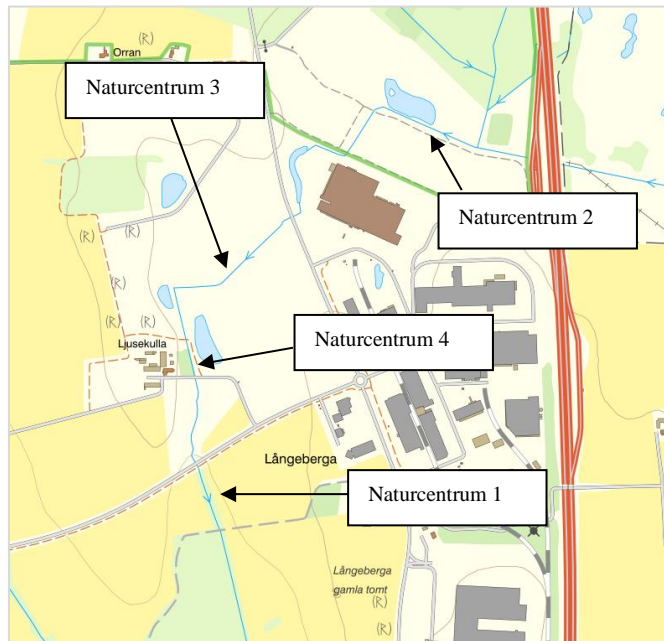 (R)
Orran
Naturcentrum 3
Naturcentrum 2
(R)
(R)
(R)
(R)
(R)
Ljusekulla
Naturcentrum 4
Långeberga
Naturcentrum 1
Långeberga
gamla tomt
(R)
(R)